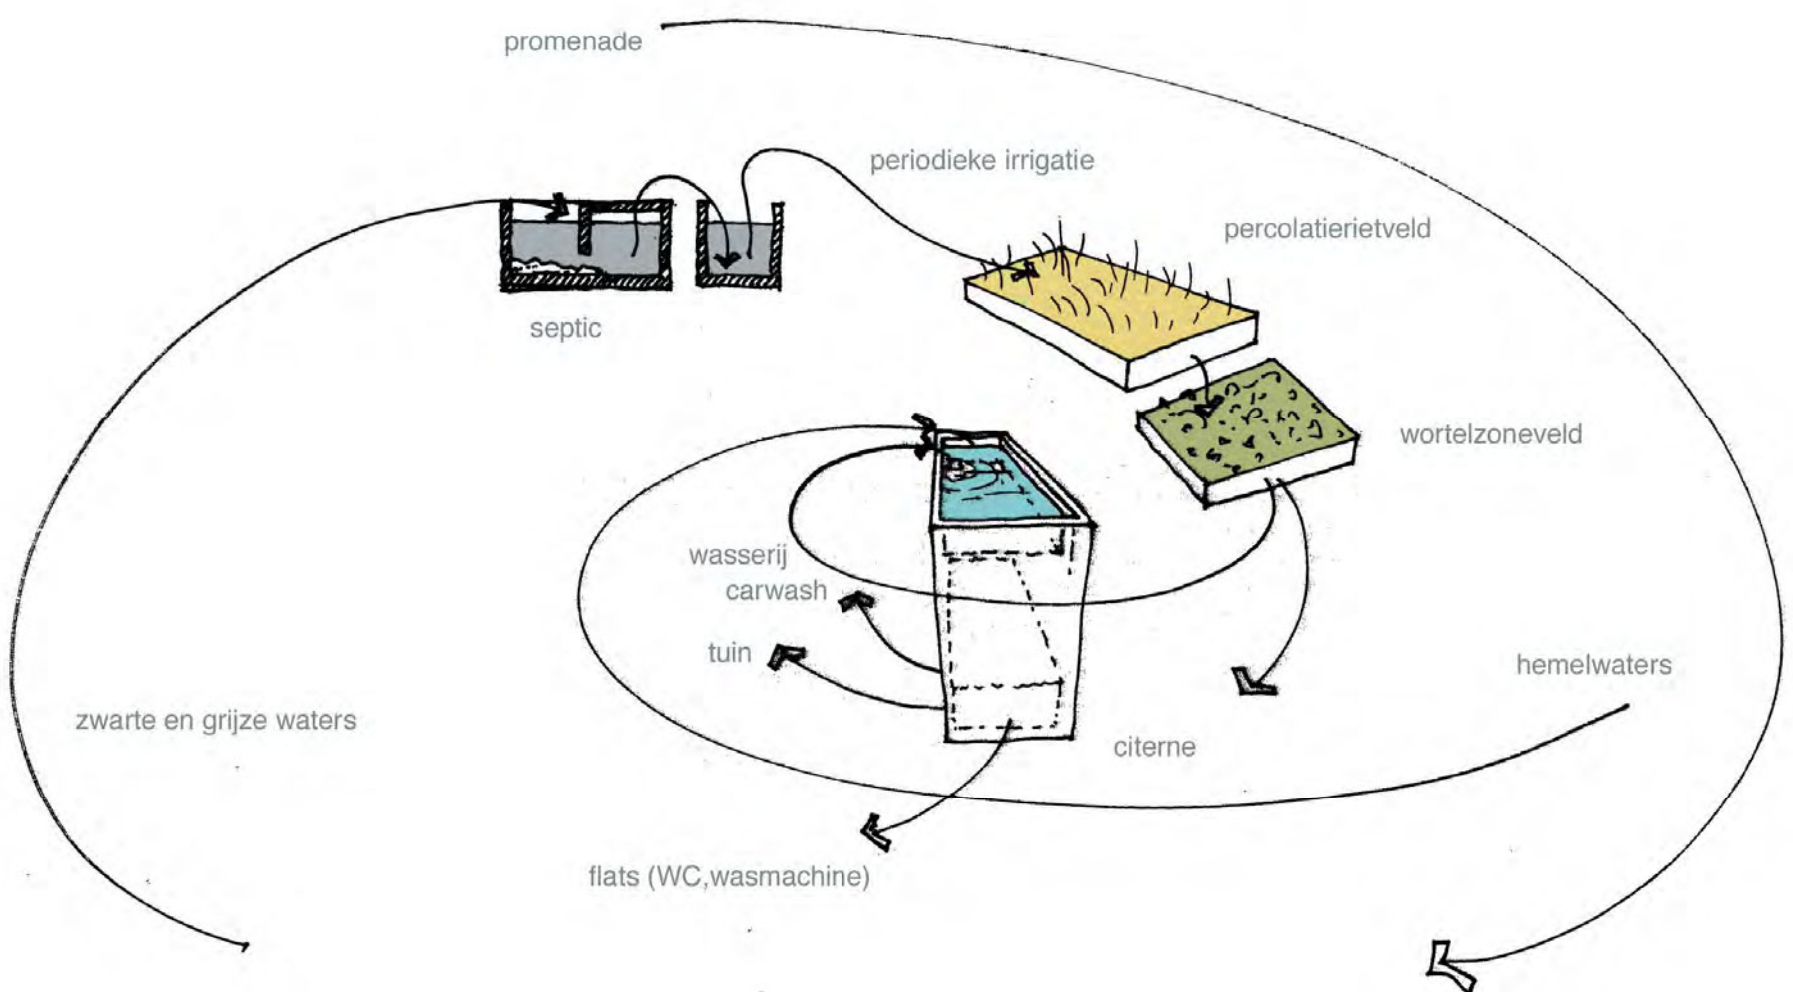 promenade
periodieke irrigatie
percolatierietveld
septic
wortelzoneveld
wasserij
carwash
tuin
hemelwaters
zwarte en grijze waters
citerne
flats (WC,wasmachine)